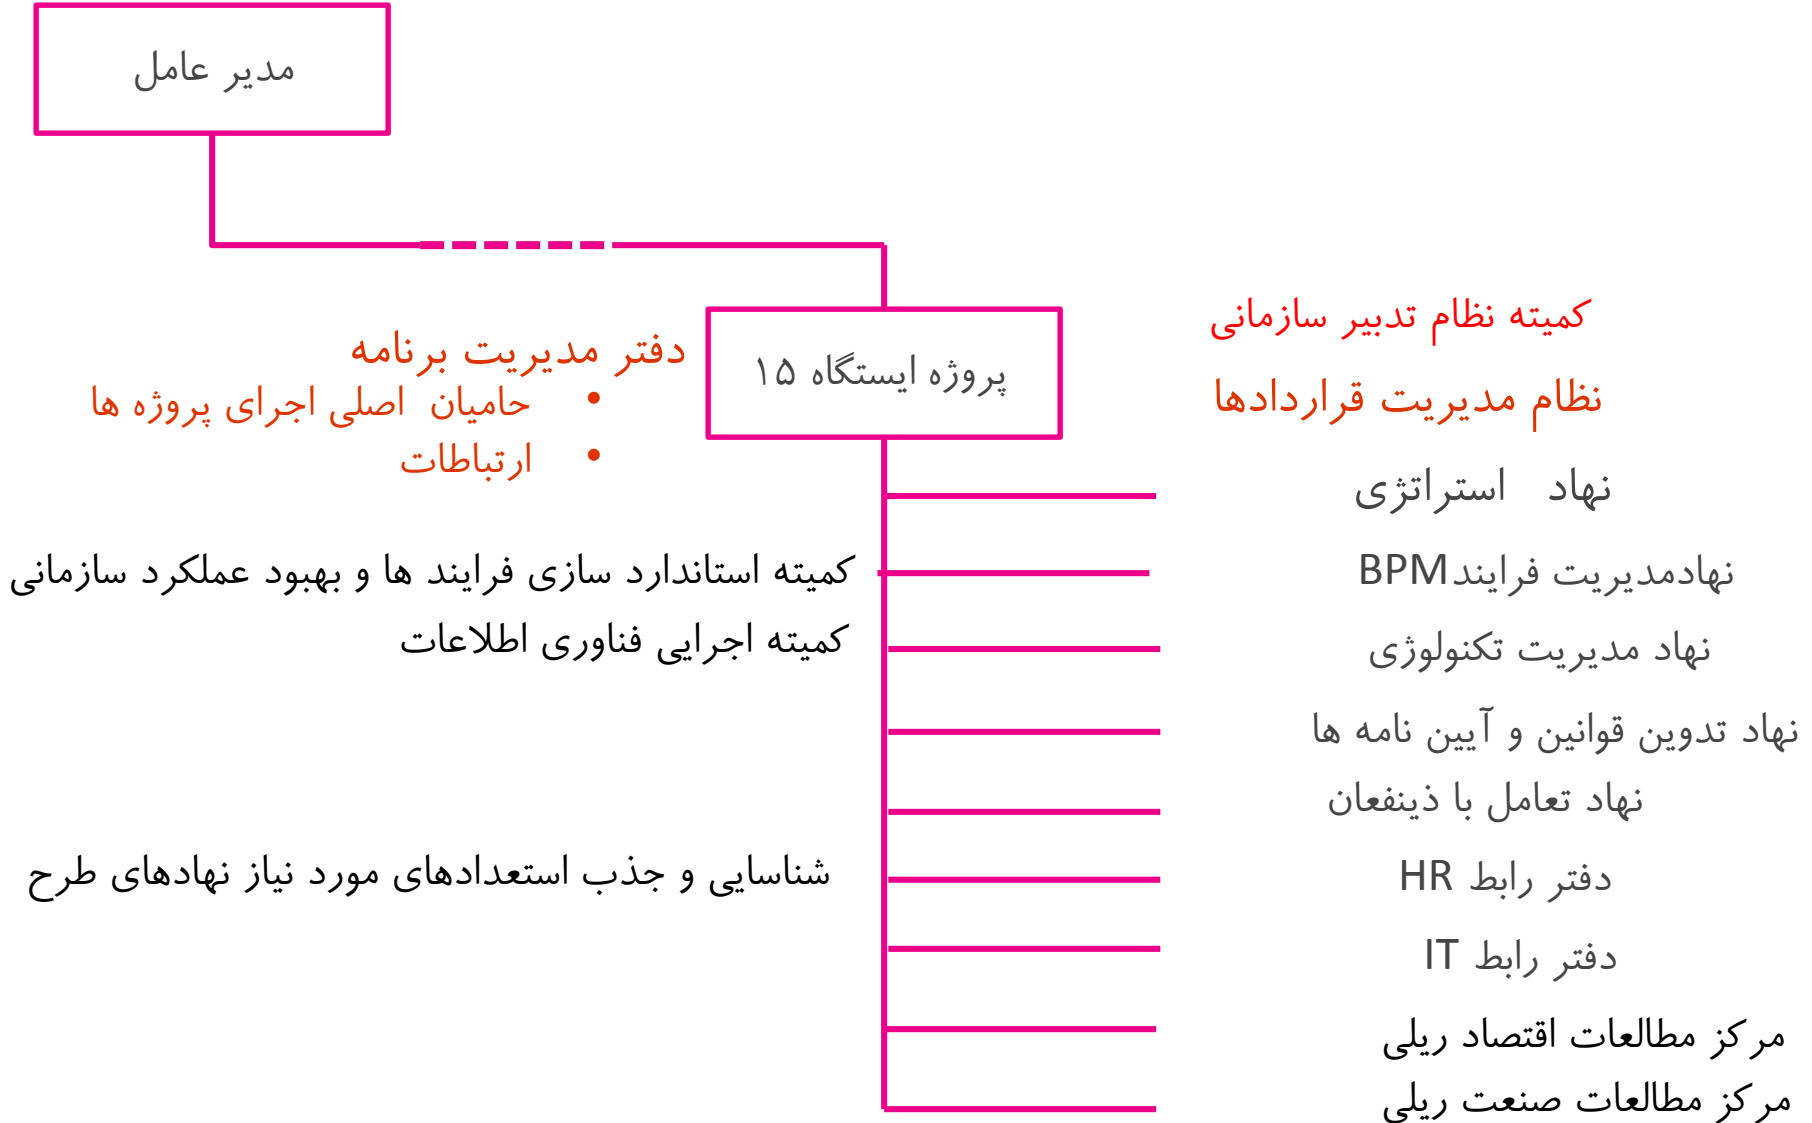 مدیر عامل
پروژه ایستگاه ۱۵
کمیته نظام تدبیر سازمانی
نظام مدیریت قراردادها
دفتر مدیریت برنامه
• حامیان اصلی اجرای پروژه ها
• ارتباطات
نهاد استراتژی
نهادمدیریت فرایندBPM
کمیته استاندارد سازی فرایند ها و بهبود عملکرد سازمانی
نهاد مدیریت تکنولوژی
کمیته اجرایی فناوری اطلاعات
نهاد تدوین قوانین و آیین نامه ها
نهاد تعامل با ذینفعان
دفتر رابط HR
شناسایی و جذب استعدادهای مورد نیاز نهادهای طرح
دفتر رابط IT
مرکز مطالعات اقتصاد ریلی
مرکز مطالعات صنعت ریلی